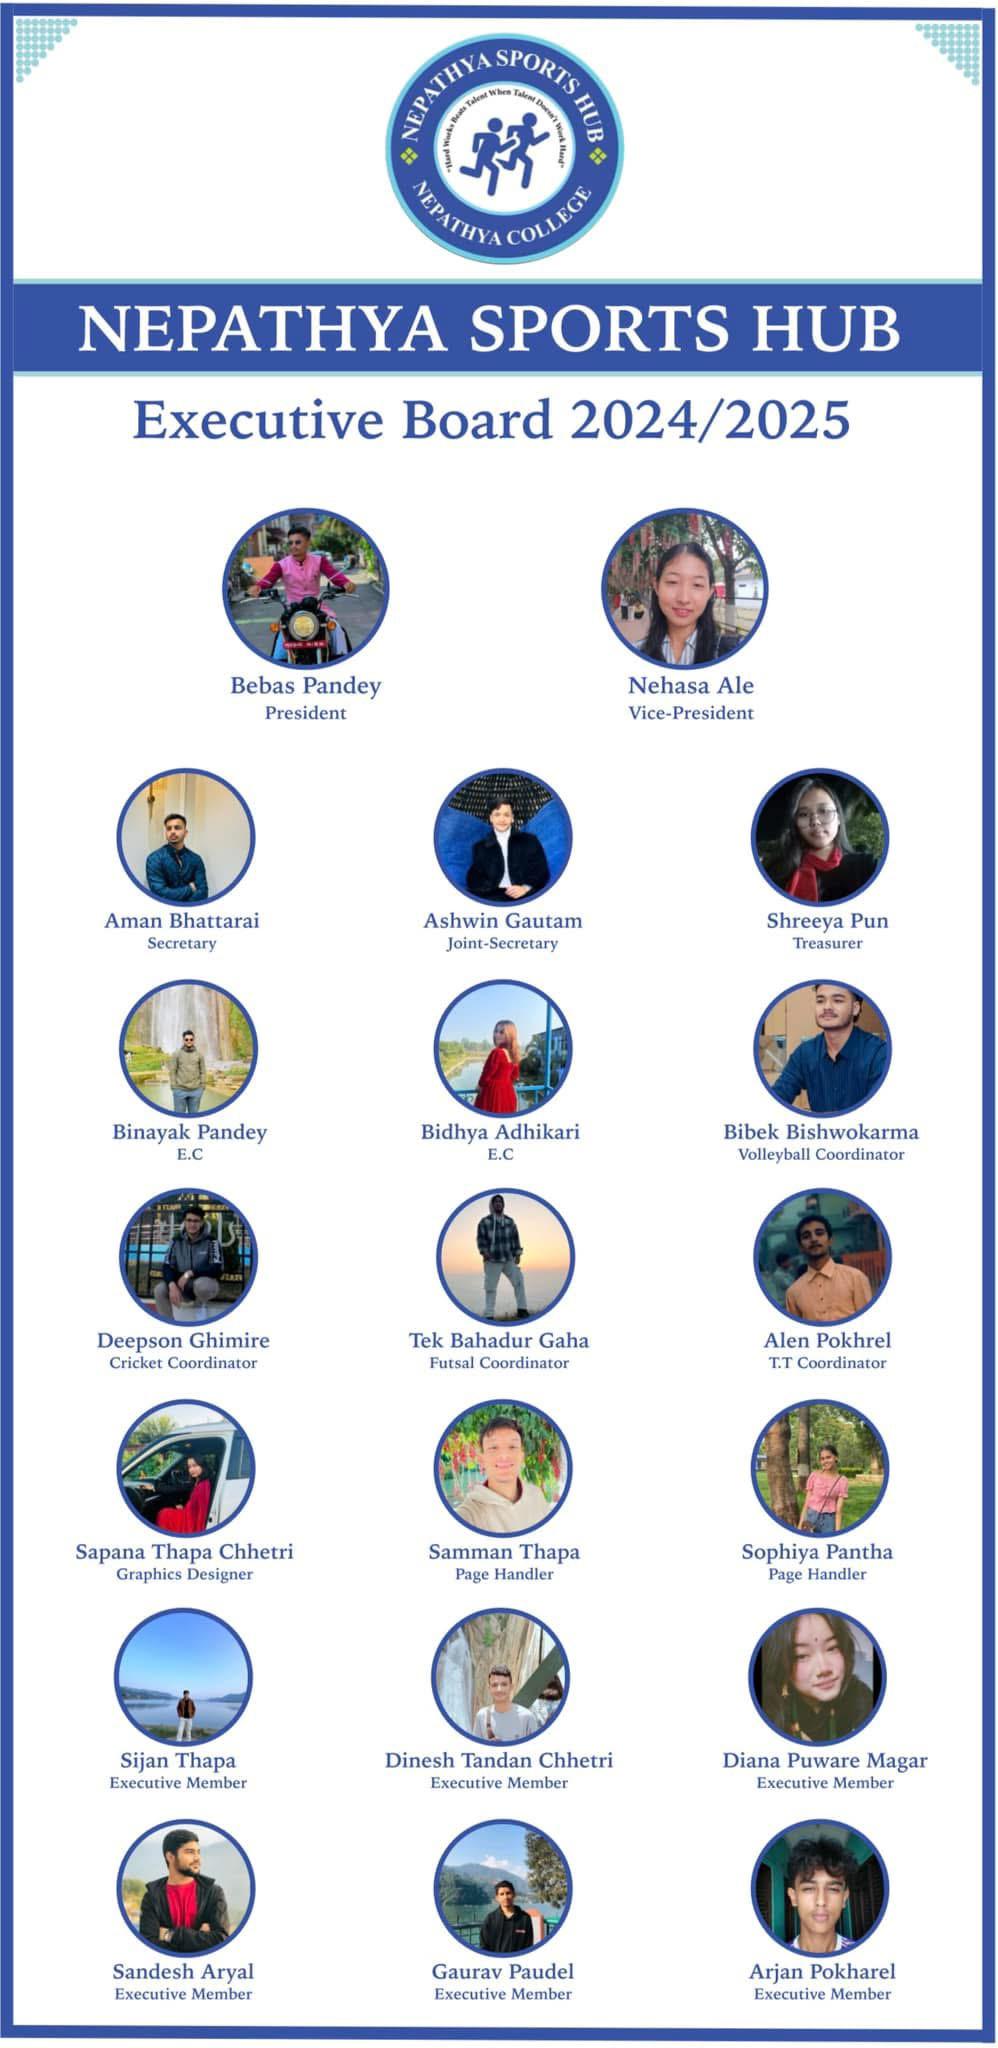 NEPATHYA SPORTS HUB
"Hard Works Beats Talent When Talent Doesn't Work Hard"
NEPATHYA COLLEGE
NEPATHYA SPORTS HUB
Executive Board 2024/2025
Bebas Pandey
President
Nehasa Ale
Vice-President
Aman Bhattarai
Secretary
Ashwin Gautam
Joint-Secretary
Shreeya Pun
Treasurer
Binayak Pandey
E.C
Bidhya Adhikari
E.C
Bibek Bishwokarma
Volleyball Coordinator
Deepson Ghimire
Cricket Coordinator
Tek Bahadur Gaha
Futsal Coordinator
Alen Pokhrel
T.T Coordinator
Sapana Thapa Chhetri
Graphics Designer
Samman Thapa
Page Handler
Sophiya Pantha
Page Handler
Sijan Thapa
Executive Member
Dinesh Tandan Chhetri
Executive Member
Diana Puware Magar
Executive Member
Sandesh Aryal
Executive Member
Gaurav Paudel
Executive Member
Arjan Pokharel
Executive Member